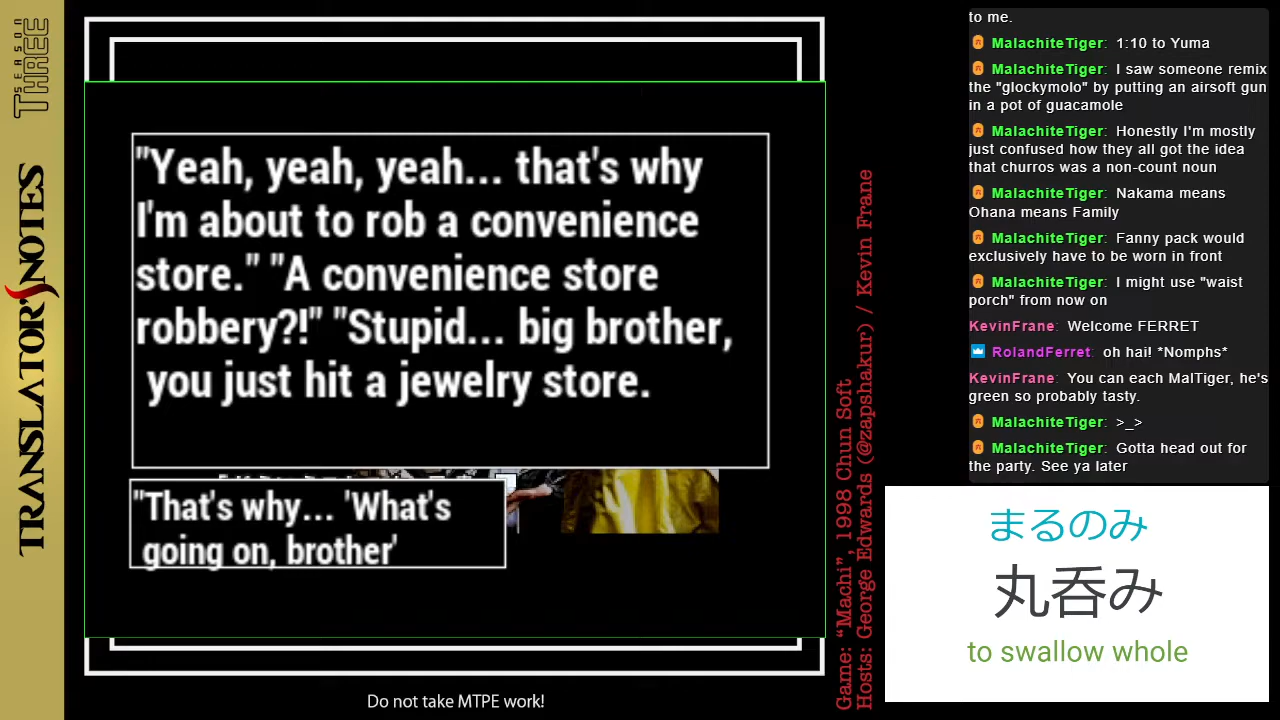 SEASON
THREE
TRANSLATOR'S NOTES
"Yeah, yeah, yeah... that's why
I'n about to rob a convenience
store." "A convenience store
robbery?!" "Stupid... big brother,
you just hit a jewelry store.
"That's why... 'What's
going on, brother'
Do not take MTPE work!
Game: “Machi”, 1998 Chun Soft
Hosts: George Edwards (@zapshakur) / Kevin Frane
to me.
MalachiteTiger: 1:10 to Yuma
MalachiteTiger: I saw someone remix
the "glockymolo" by putting an airsoft gun
in a pot of guacamole
MalachiteTiger: Honestly I'm mostly
just confused how they all got the idea
that churros was a non-count noun
MalachiteTiger: Nakama means
Ohana means Family
MalachiteTiger: Fanny pack would
exclusively have to be worn in front
MalachiteTiger: I might use "waist
porch" from now on
KevinFrane: Welcome FERRET
RolandFerret: oh hai! *Nomphs*
KevinFrane: You can munch MalTiger, he's
green so probably tasty.
MalachiteTiger: >_>
MalachiteTiger: Gotta head out for
the party. See ya later
まるのみ
丸呑み
to swallow whole